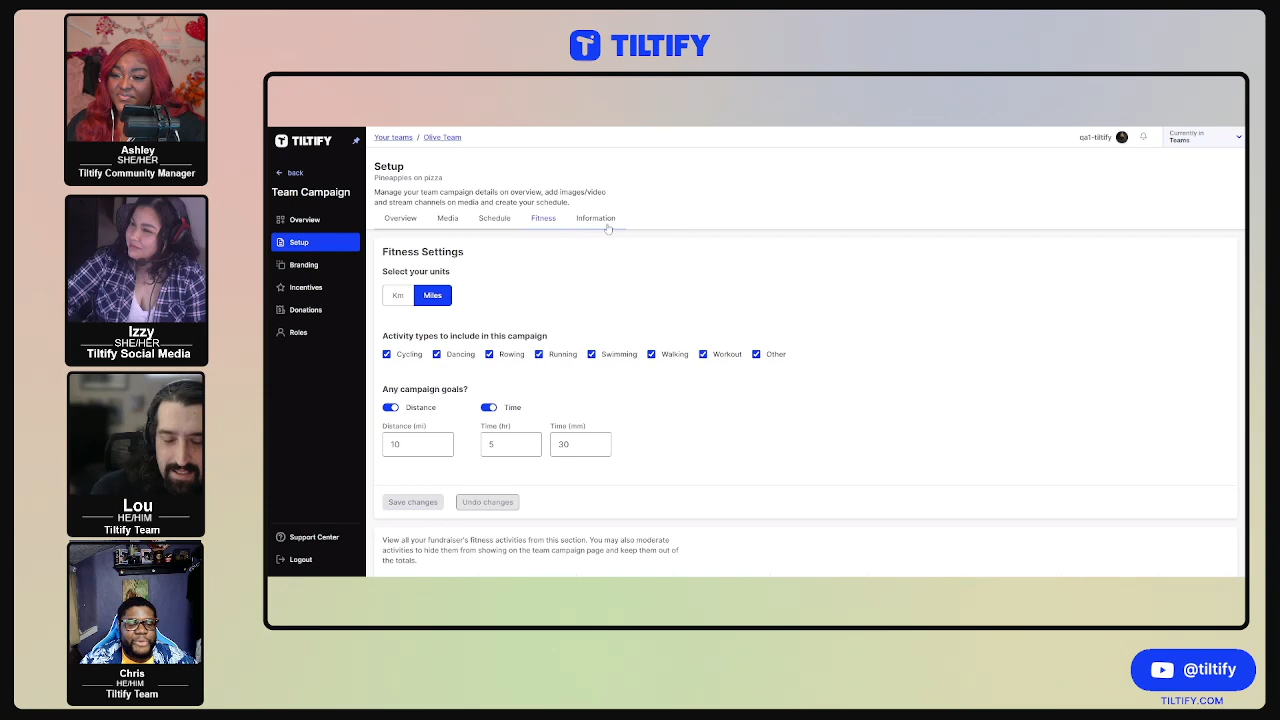 TILTIFY
Ashley
SHE/HER
Tiltify Community Manager
Izzy
SHE/HER
Tiltify Social Media
Lou
HE/HIM
Tiltify Team
Chris
HE/HIM
Tiltify Team
TILTIFY
back
Team Campaign
Overview
Setup
Branding
Incentives
Donations
Roles
Support Center
Logout
Your teams / Olive Team
qa1-tiltify
Currently in
Teams
Setup
Pineapples on pizza
Manage your team campaign details on overview, add images/video
and stream channels on media and create your schedule.
Overview Media Schedule Fitness Information
Fitness Settings
Select your units
Km Miles
Activity types to include in this campaign
Cycling Dancing Rowing Running Swimming Walking Workout Other
Any campaign goals?
Distance Time
Distance (mi) Time (hr) Time (mm)
10 5 30
Save changes Undo changes
View all your fundraiser's fitness activities from this section. You may also moderate
activities to hide them from showing on the team campaign page and keep them out of
the totals.
@tiltify
TILTIFY.COM